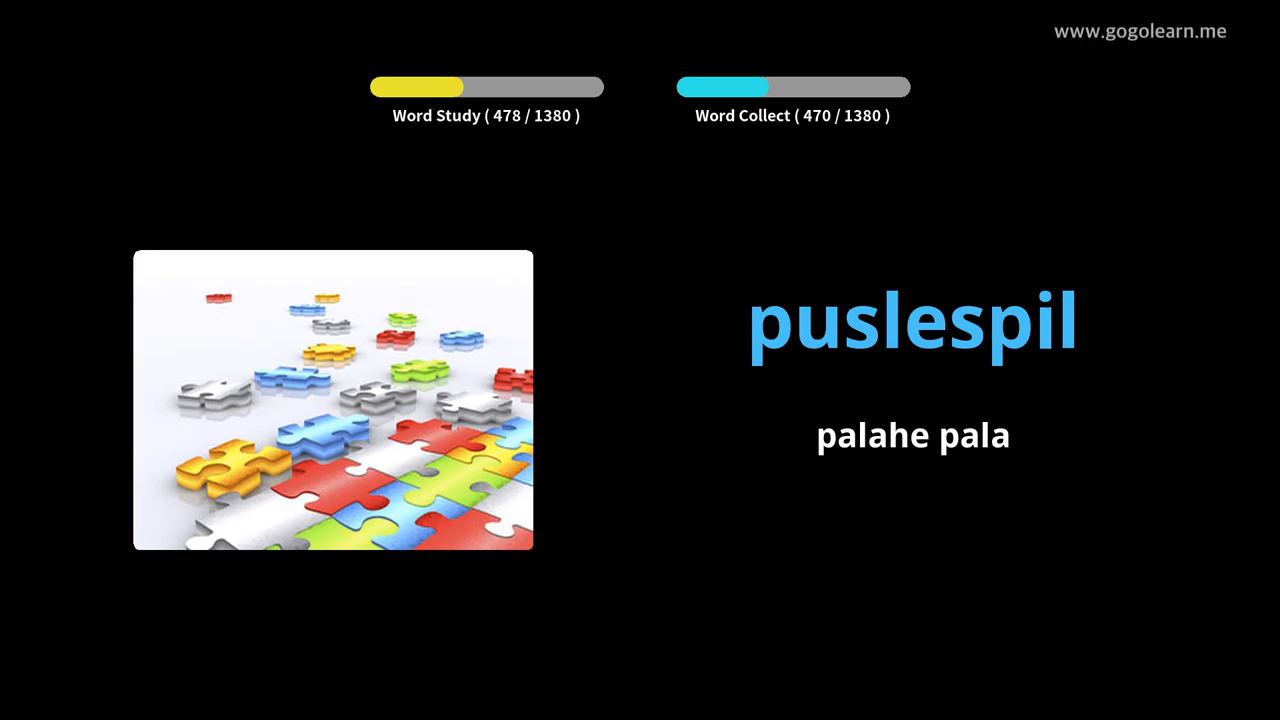 www.gogolearn.me
Word Study ( 478 / 1380 )
Word Collect ( 470 / 1380 )
puslespil
palahe pala